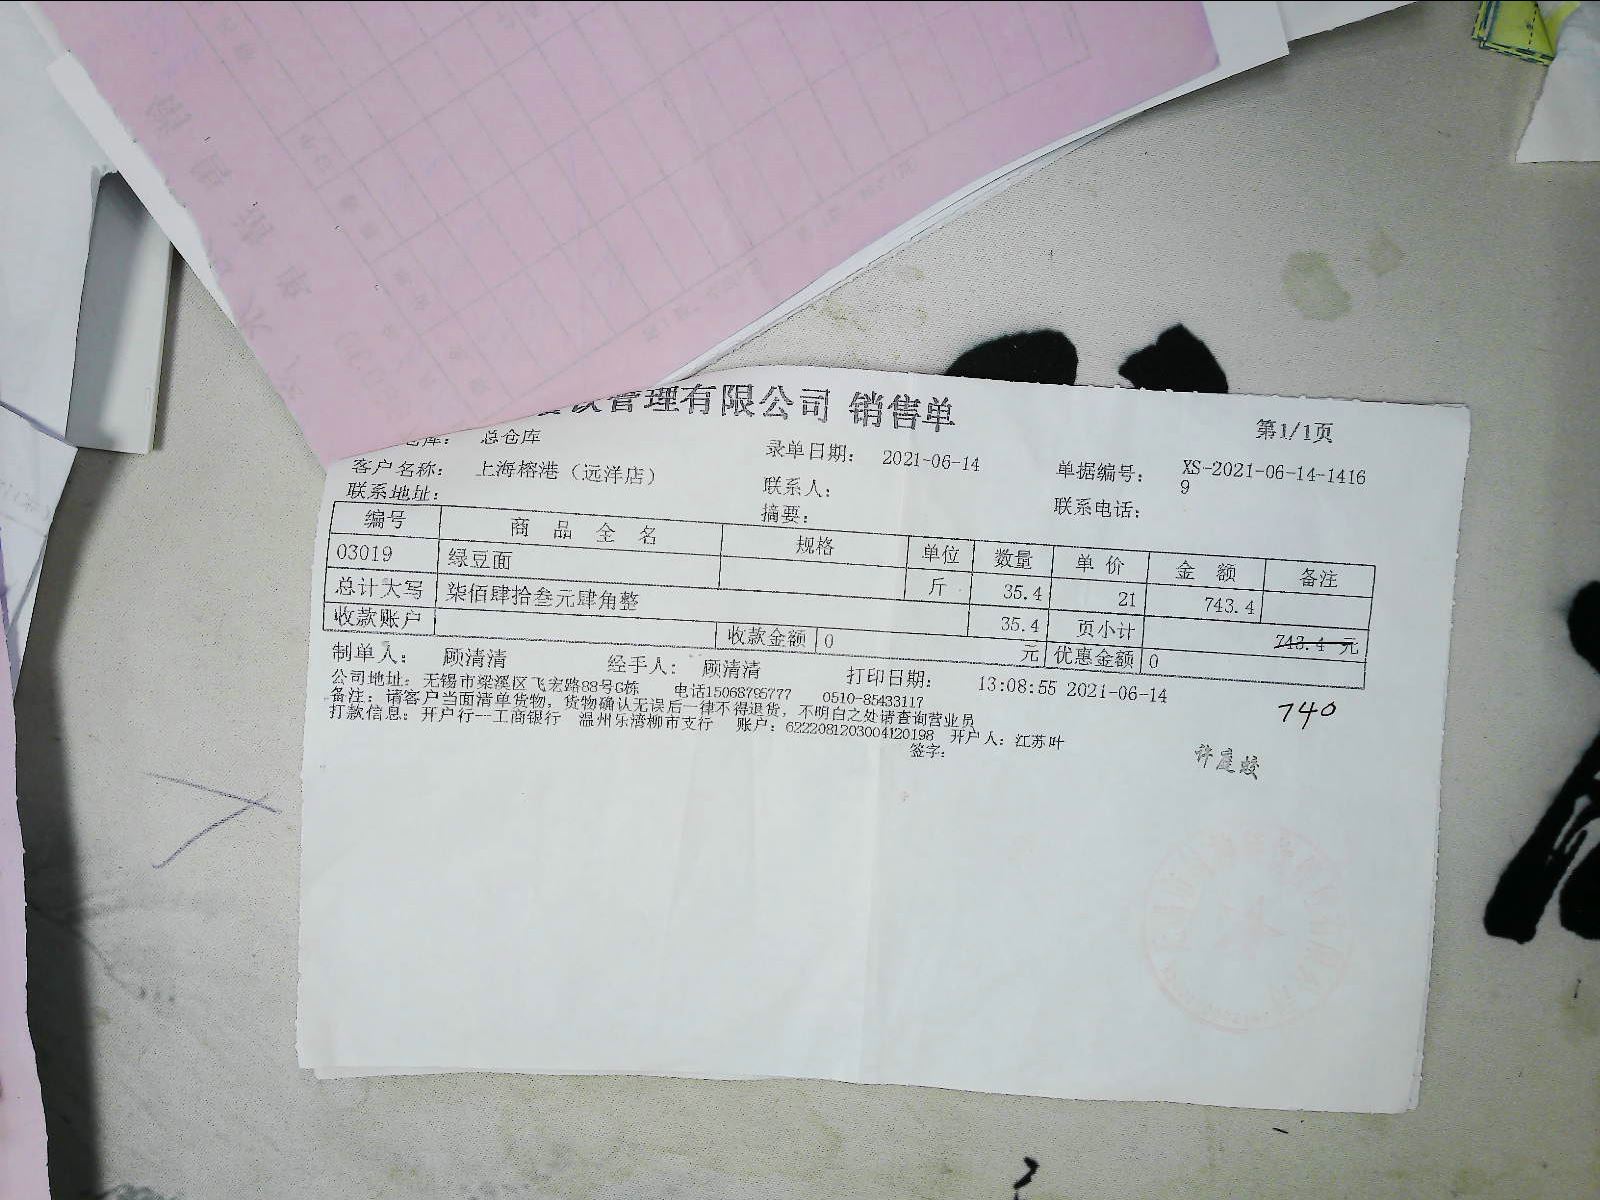 管理有限公司 销售单
第1/1页
总仓库
录单日期： 2021-06-14
单据编号： XS-2021-06-14-14169
客户名称： 上海榕港（远洋店）
联系人：
联系电话：
联系地址：
摘要：
编号 商品全名 规格 单位 数量 单价 金额 备注
03019 绿豆面 斤 35.4 21 743.4
总计大写 柒佰肆拾叁元肆角整 35.4 页小计 743.4 元
收款账户 收款金额 0 元 优惠金额 0
制单人： 顾清清 经手人： 顾清清 打印日期： 13:08:55 2021-06-14
公司地址：无锡市梁溪区飞宏路88号G栋 电话15068795777 0510-85433117
备注：请客户当面清单货物，货物确认无误后一律不得退货，不明白之处请查询营业员
打款信息：开户行---工商银行 温州乐清柳市支行 账户：6222081203004120198 开户人：江苏叶
签字：
740
许庭蛟